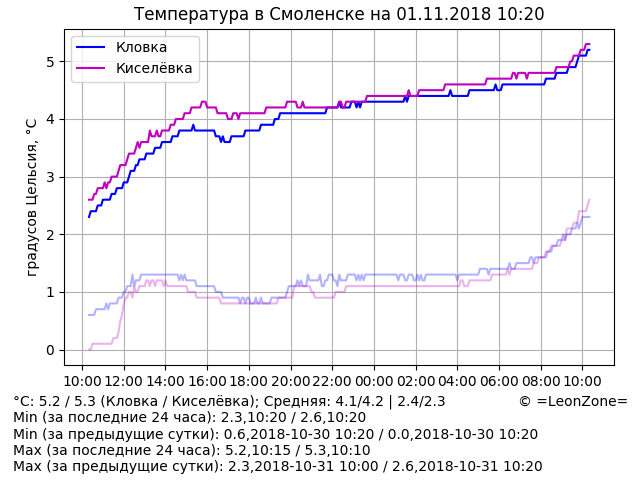 Температура в Смоленске на 01.11.2018 10:20
Кловка
Киселёвка
градусов Цельсия, °C
5
4
3
2
1
0
10:00 12:00 14:00 16:00 18:00 20:00 22:00 00:00 02:00 04:00 06:00 08:00 10:00
°C: 5.2 / 5.3 (Кловка / Киселёвка); Средняя: 4.1/4.2 | 2.4/2.3 © =LeonZone=
Min (за последние 24 часа): 2.3,10:20 / 2.6,10:20
Min (за предыдущие сутки): 0.6,2018-10-30 10:20 / 0.0,2018-10-30 10:20
Max (за последние 24 часа): 5.2,10:15 / 5.3,10:10
Max (за предыдущие сутки): 2.3,2018-10-31 10:00 / 2.6,2018-10-31 10:20